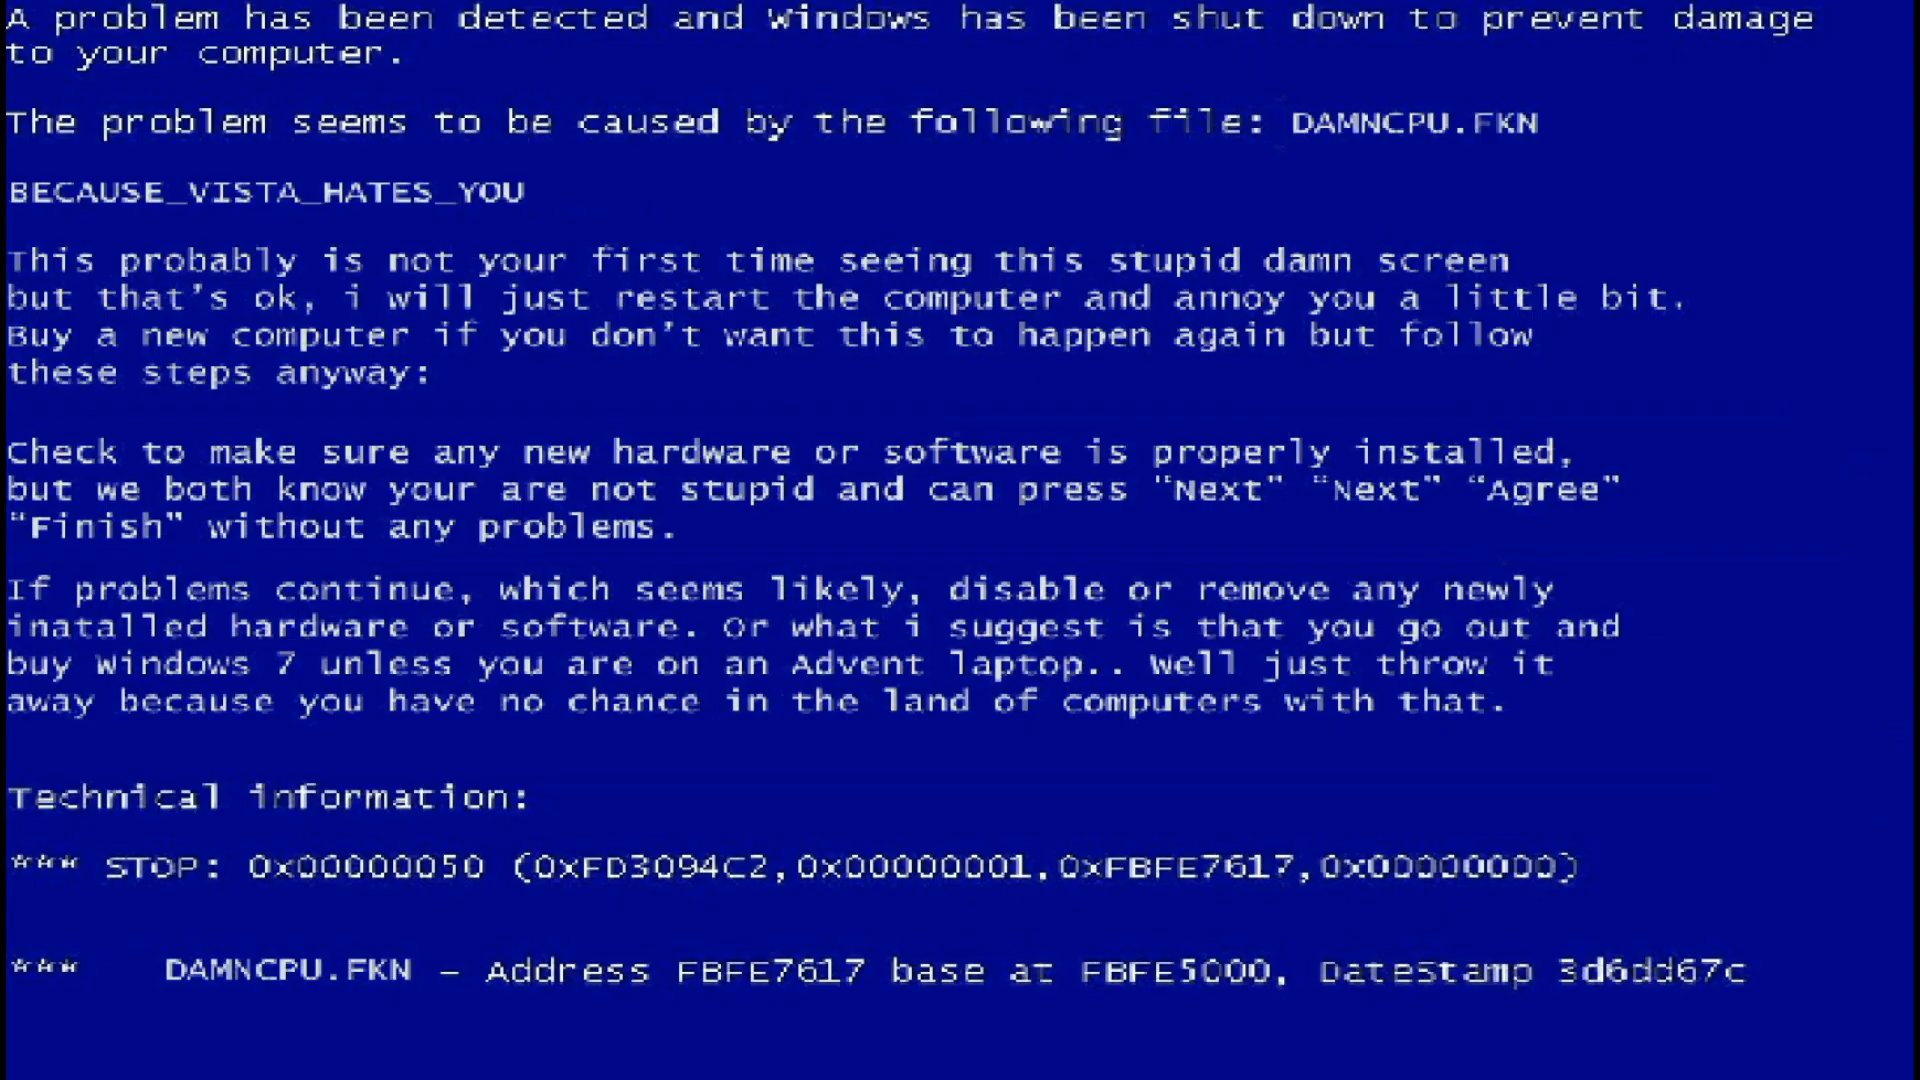 A problem has been detected and Windows has been shut down to prevent damage
to your computer.
The problem seems to be caused by the following file: DAMNCPU.FKN
BECAUSE_VISTA_HATES_YOU
This probably is not your first time seeing this stupid damn screen
but that's ok, i will just restart the computer and annoy you a little bit.
Buy a new computer if you don't want this to happen again but follow
these steps anyway:
Check to make sure any new hardware or software is properly installed,
but we both know your are not stupid and can press “Next” “Next” “Agree”
“Finish” without any problems.
If problems continue, which seems likely, disable or remove any newly
inatalled hardware or software. Or what i suggest is that you go out and
buy Windows 7 unless you are on an Advent laptop.. Well just throw it
away because you have no chance in the land of computers with that.
Technical information:
*** STOP: 0x00000050 (0xFD3094C2,0x00000001,0xFBFE7617,0x00000000)
*** DAMNCPU.FKN – Address FBFE7617 base at FBFE5000, DateStamp 3d6dd67c